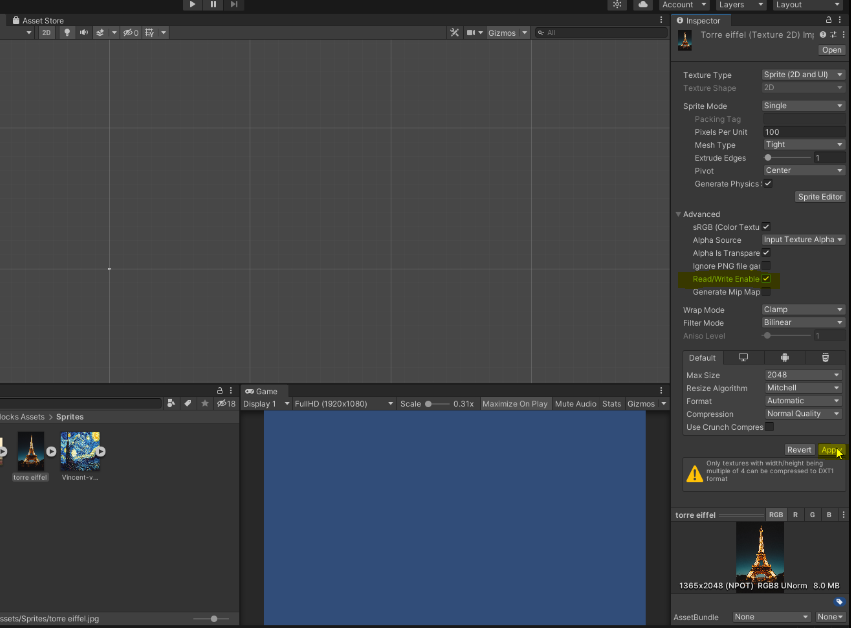 Account
Layers
Layout
Asset Store
2D
0
Gizmos
All
Inspector
Torre eiffel (Texture 2D) Im
Open
Texture Type
Sprite (2D and UI)
Texture Shape
2D
Sprite Mode
Single
Packing Tag
Pixels Per Unit
100
Mesh Type
Tight
Extrude Edges
1
Pivot
Center
Generate Physics
Sprite Editor
Advanced
sRGB (Color Textu
Alpha Source
Input Texture Alpha
Alpha Is Transpare
Ignore PNG file gar
Read/Write Enable
Generate Mip Map
Wrap Mode
Clamp
Filter Mode
Bilinear
Aniso Level
1
Default
Max Size
2048
Resize Algorithm
Mitchell
Format
Automatic
Compression
Normal Quality
Use Crunch Compres
Revert
App
Only textures with width/height being
multiple of 4 can be compressed to DXT1
format
torre eiffel
RGB
R
G
B
1365x2048 (NPOT) RGB8 UNorm 8.0 MB
AssetBundle
None
None
18
locks Assets > Sprites
torre eiffel
Vincent-v...
ssets/Sprites/torre eiffel.jpg
Game
Display 1
FullHD (1920x1080)
Scale
0.31x
Maximize On Play
Mute Audio
Stats
Gizmos